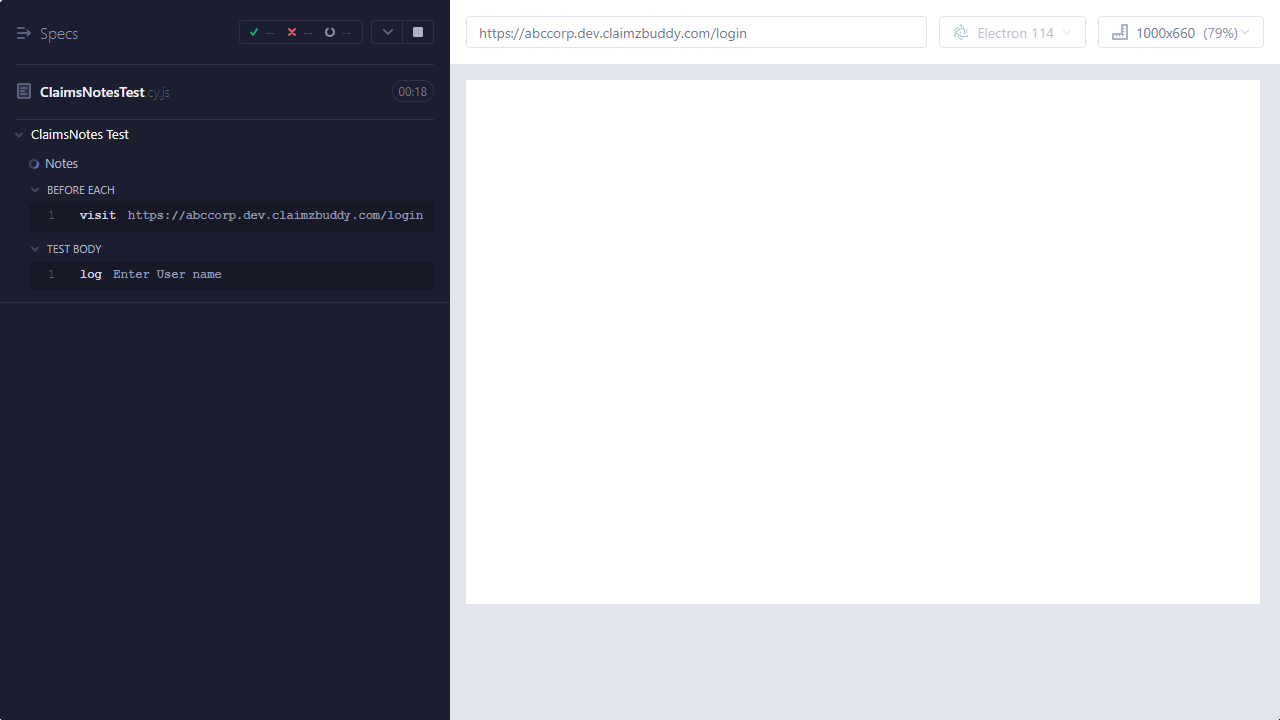 Specs
-- -- --
ClaimsNotesTest.cy.js 00:18
ClaimsNotes Test
Notes
BEFORE EACH
1 visit https://abccorp.dev.claimzbuddy.com/login
TEST BODY
1 log Enter User name
https://abccorp.dev.claimzbuddy.com/login
Electron 114
1000x660 (79%)